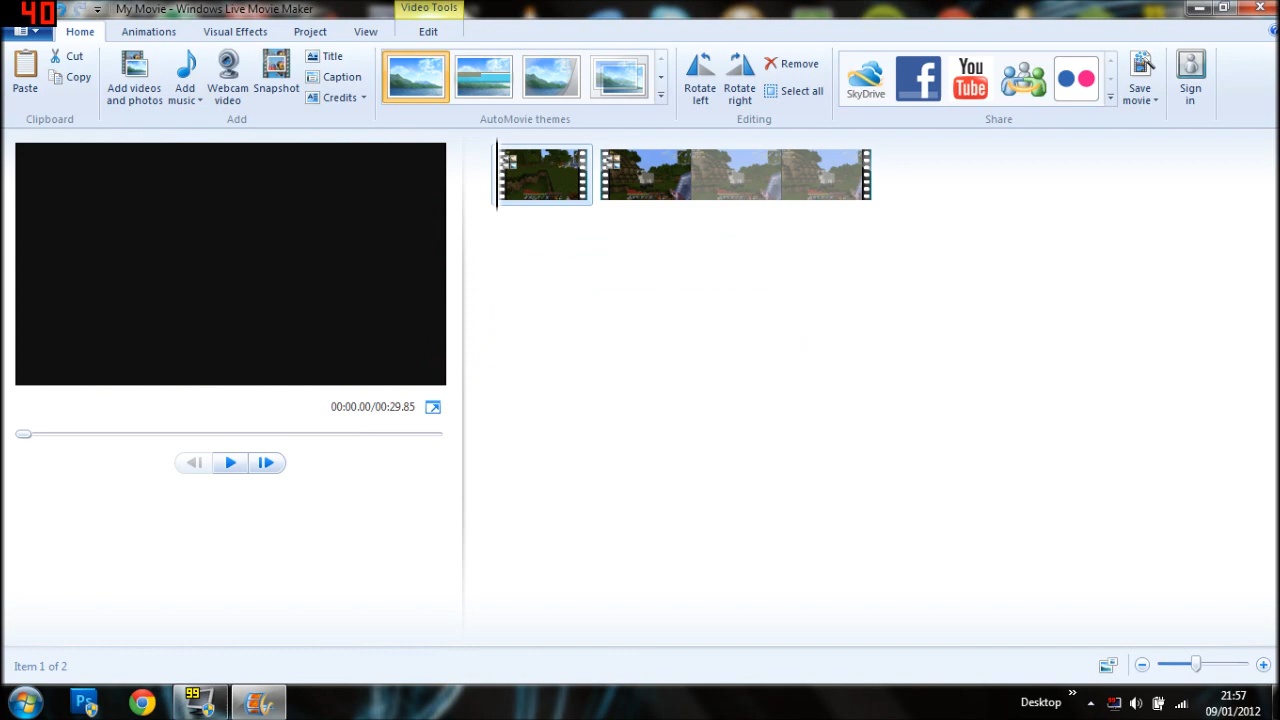 40
My Movie - Windows Live Movie Maker
Video Tools
Home
Animations
Visual Effects
Project
View
Edit
Paste
Cut
Copy
Clipboard
Add videos
and photos
Add
music
Webcam
video
Snapshot
Title
Caption
Credits
Add
AutoMovie themes
Rotate
left
Rotate
right
Remove
Select all
Editing
SkyDrive
f
You
Tube
Share
Save
movie
Sign
in
00:00.00/00:29.85
Item 1 of 2
Ps
99
Desktop
21:57
09/01/2012